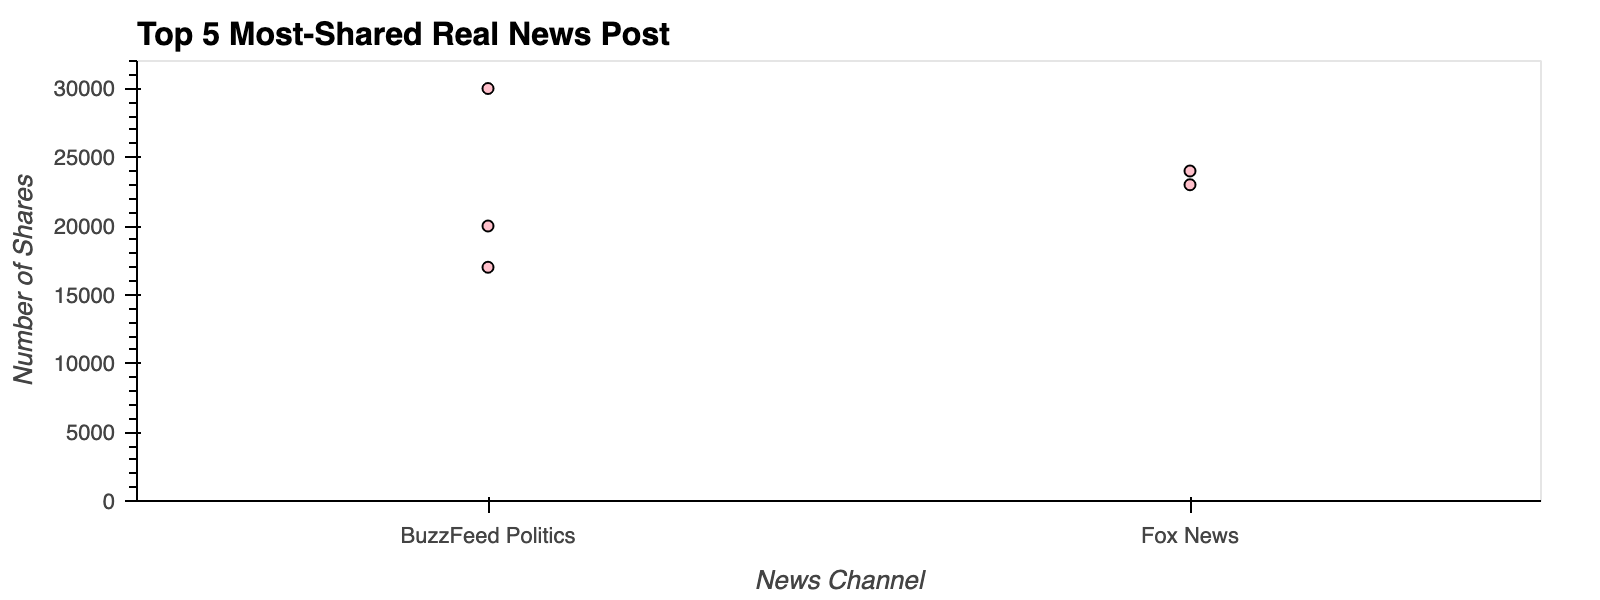 Top 5 Most-Shared Real News Post
Number of Shares
30000
25000
20000
15000
10000
5000
0
BuzzFeed Politics
Fox News
News Channel